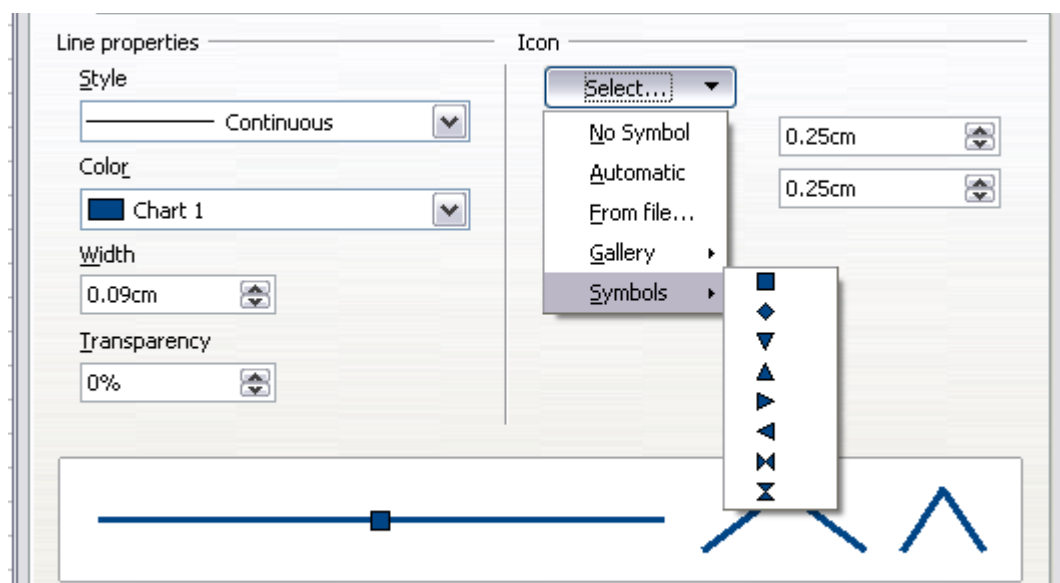 Line properties
Style
Continuous
Color
Chart 1
Width
0.09cm
Transparency
0%
Icon
Select...
No Symbol
Automatic
From file...
Gallery
Symbols
0.25cm
0.25cm